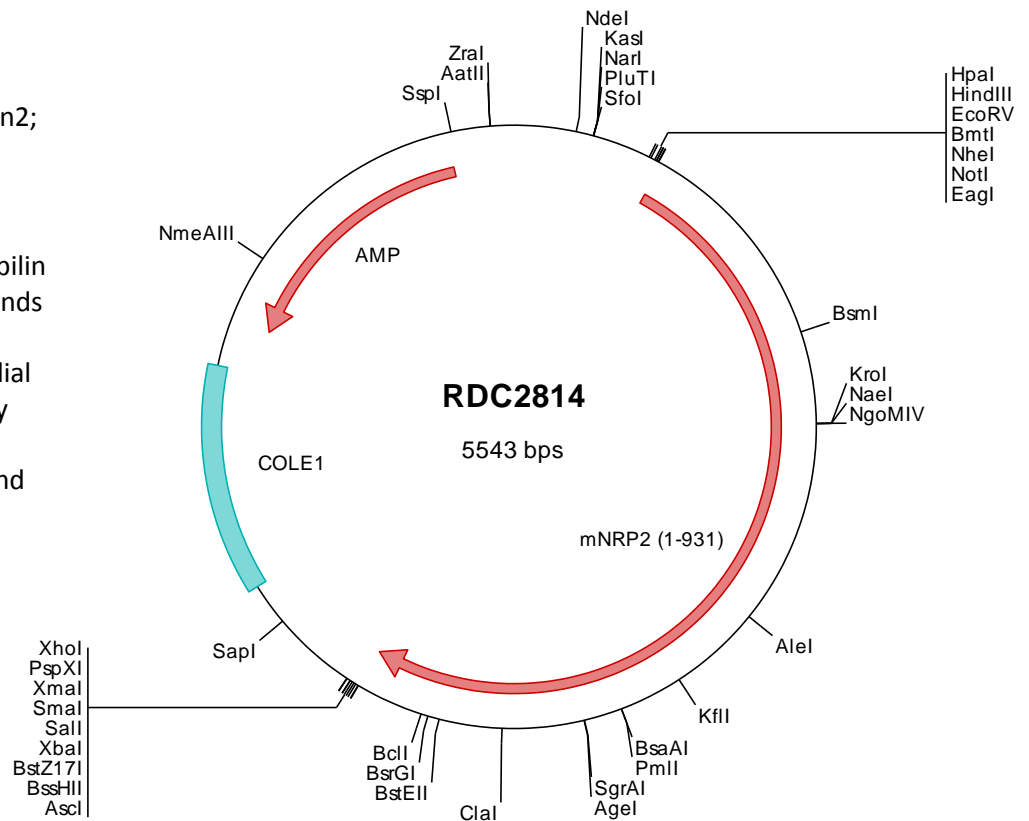 n2;
bilin
nds
dial
y
nd
NdeI
KasI
NarI
PluTI
SfoI
ZraI
AatII
SspI
HpaI
HindIII
EcoRV
BmtI
NheI
NotI
EagI
NmeAIII
AMP
BsmI
KroI
NaeI
NgoMIV
RDC2814
5543 bps
COLE1
mNRP2 (1-931)
AleI
SapI
KflI
XhoI
PspXI
XmaI
SmaI
SalI
XbaI
BstZ17I
BssHII
AscI
BclI
BsrGI
BstEII
ClaI
BsaAI
PmlI
SgrAI
AgeI